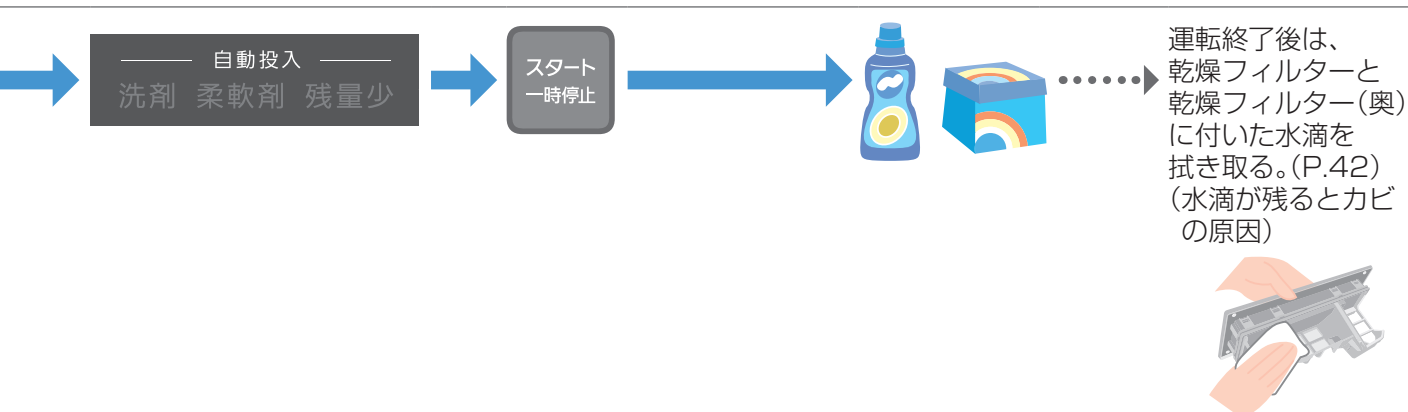 自動投入
洗剤 柔軟剤 残量少
スタート
一時停止
運転終了後は、
乾燥フィルターと
乾燥フィルター(奥)
に付いた水滴を
拭き取る。(P.42)
(水滴が残るとカビ
の原因)